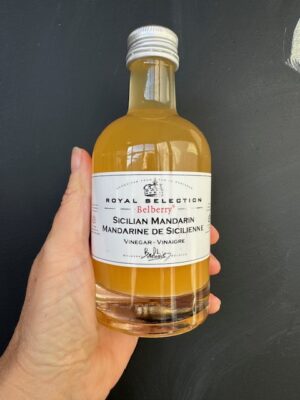 ROYAL SELECTION
Belberry®
SICILIAN MANDARIN
MANDARINE DE SICILIENNE
VINEGAR - VINAIGRE